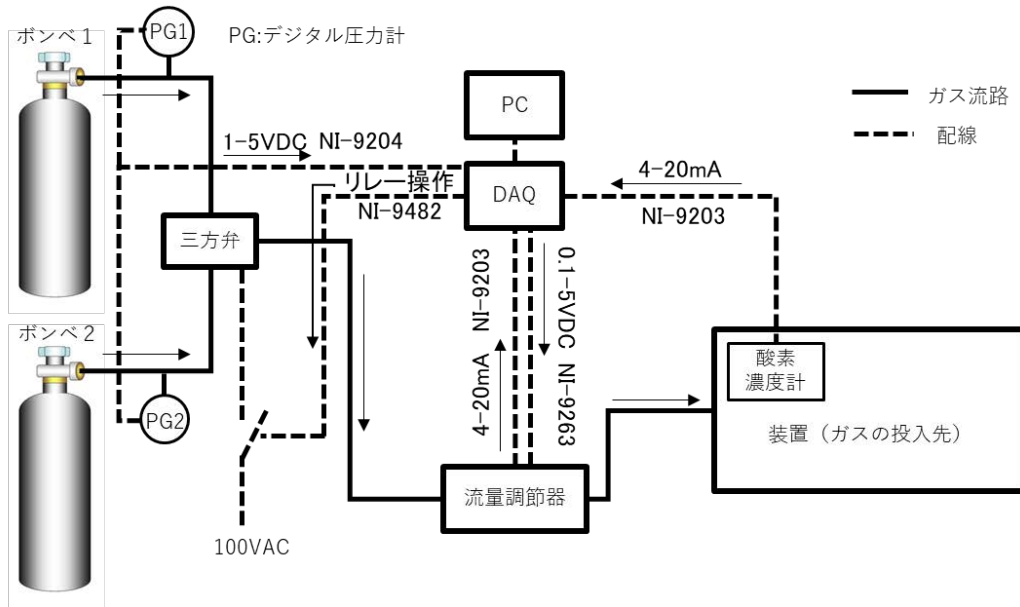 ボンベ 1
PG1
PG:デジタル圧力計
PC
ガス流路
配線
1-5VDC NI-9204
リレー操作
NI-9482
DAQ
4-20mA
NI-9203
三方弁
4-20mA NI-9203
0.1-5VDC NI-9263
ボンベ 2
PG2
酸素
濃度計
装置（ガスの投入先）
流量調節器
100VAC